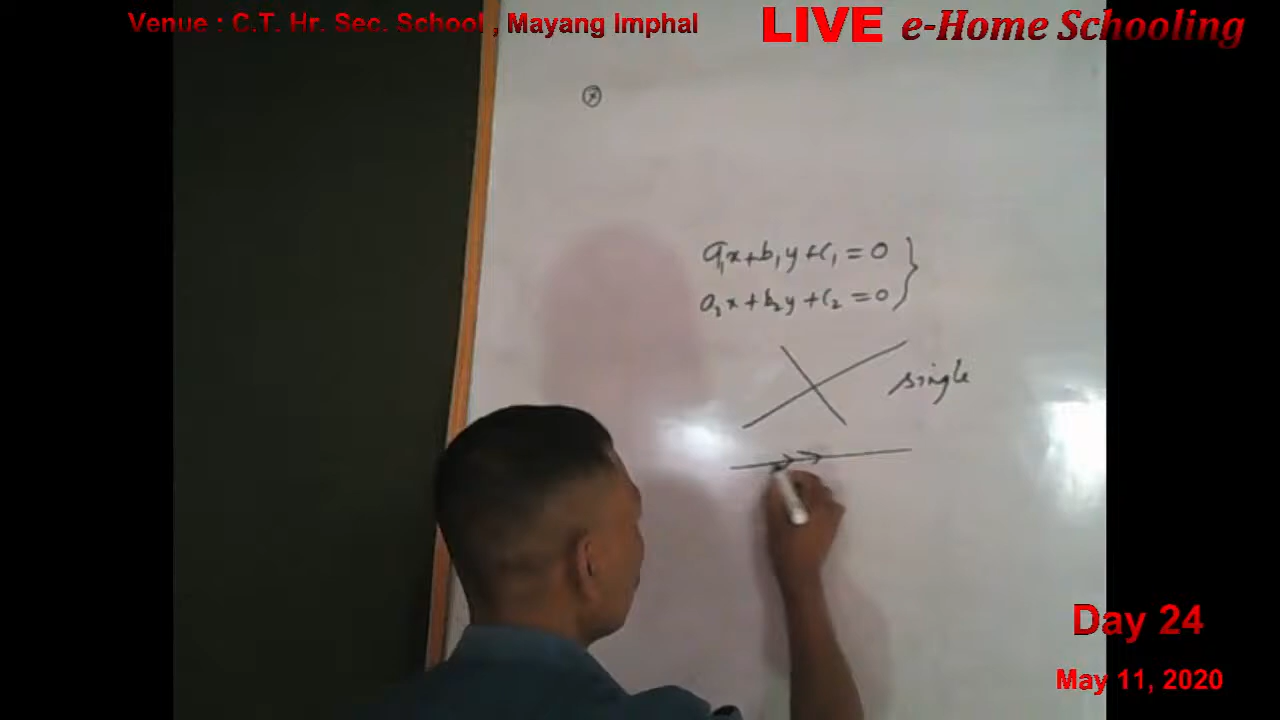 Venue : C.T. Hr. Sec. School , Mayang Imphal
LIVE e-Home Schooling
a₁x+b₁y+c₁=0
a₂x+b₂y+c₂=0
single
Day 24
May 11, 2020